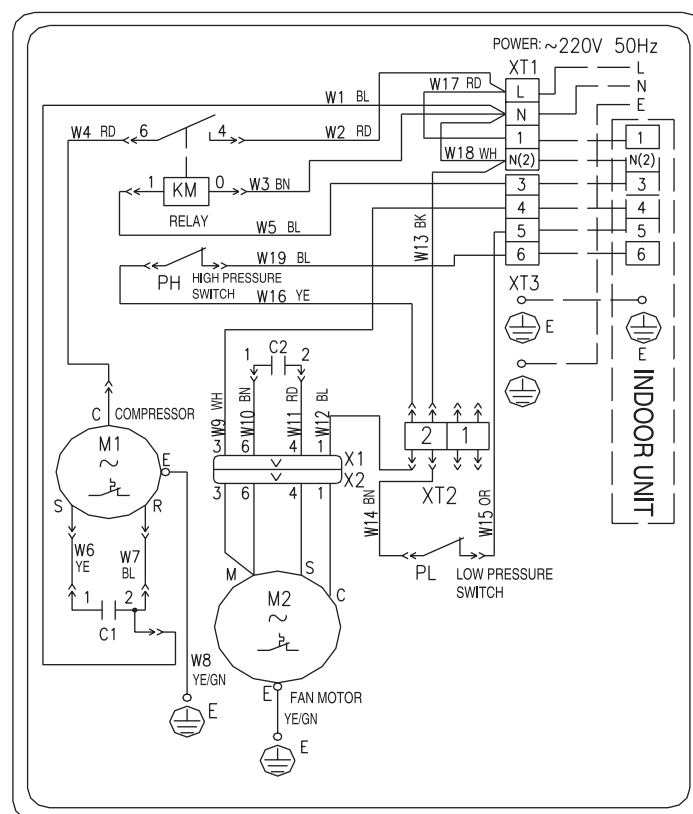 POWER: ~220V 50Hz
XT1
L
N
E
W17 RD
L
W1 BL
N
W4 RD 6 4 W2 RD
1
1
W18 WH
N(2)
N(2)
1 KM 0 W3 BN
3
3
RELAY
4
4
W5 BL
W13 BK
5
5
W19 BL
6
6
PH HIGH PRESSURE
SWITCH
XT3
W16 YE
E
E
INDOOR UNIT
1 C2 2
W9 WH
W10 BN
W11 RD
W12 BL
C COMPRESSOR
M1
~
E
3 6 4 1 X1
X2
3 6 4 1
2 1
XT2
S
R
W14 BN
W15 OR
W6
YE
W7
BL
PL LOW PRESSURE
SWITCH
M
S
C
M2
~
1 2
C1
W8
YE/GN
E
E
FAN MOTOR
YE/GN
E